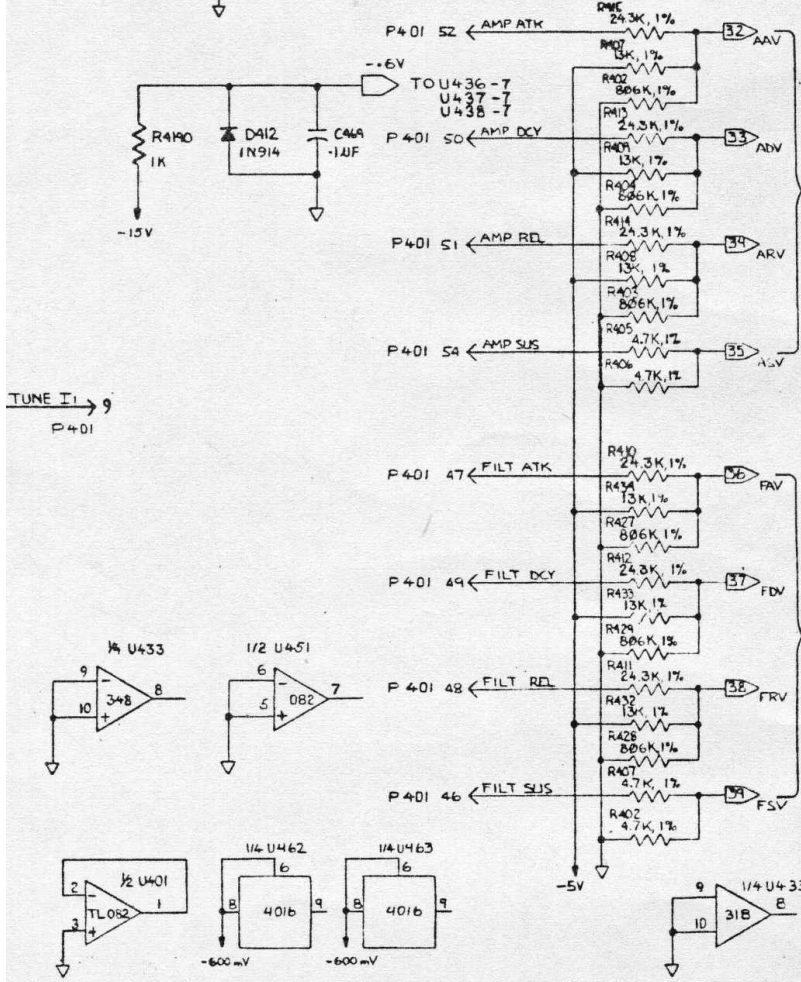 -.6V
TO U436-7
U437-7
U438-7
R4190
1K
D412
1N914
C469
.1UF
-15V
TUNE I1 9
P401
P401 52 AMP ATK
24.3K, 1%
32 AAV
R407
13K, 1%
R402
806K, 1%
R413
P401 50 AMP DCY
24.3K, 1%
33 ADV
R409
13K, 1%
R404
806K, 1%
R414
P401 51 AMP REL
24.3K, 1%
34 ARV
R408
13K, 1%
R403
806K, 1%
R405
P401 54 AMP SUS
4.7K, 1%
35 ASV
R406
4.7K, 1%
R410
P401 47 FILT ATK
24.3K, 1%
36 FAV
R434
13K, 1%
R427
806K, 1%
R412
P401 49 FILT DCY
24.3K, 1%
37 FDV
R433
13K, 1%
R429
806K, 1%
R411
P401 48 FILT REL
24.3K, 1%
38 FRV
R432
13K, 1%
R428
806K, 1%
R407
P401 46 FILT SUS
4.7K, 1%
39 FSV
R402
4.7K, 1%
-5V
1/4 U433
9 - 8
348
10 +
1/2 U451
6 - 7
082
5 +
1/2 U401
2 - 1
TL082
3 +
1/4 U462
6
8 4016 9
-600mV
1/4 U463
6
8 4016 9
-600mV
1/4 U433
9 - 8
318
10 +